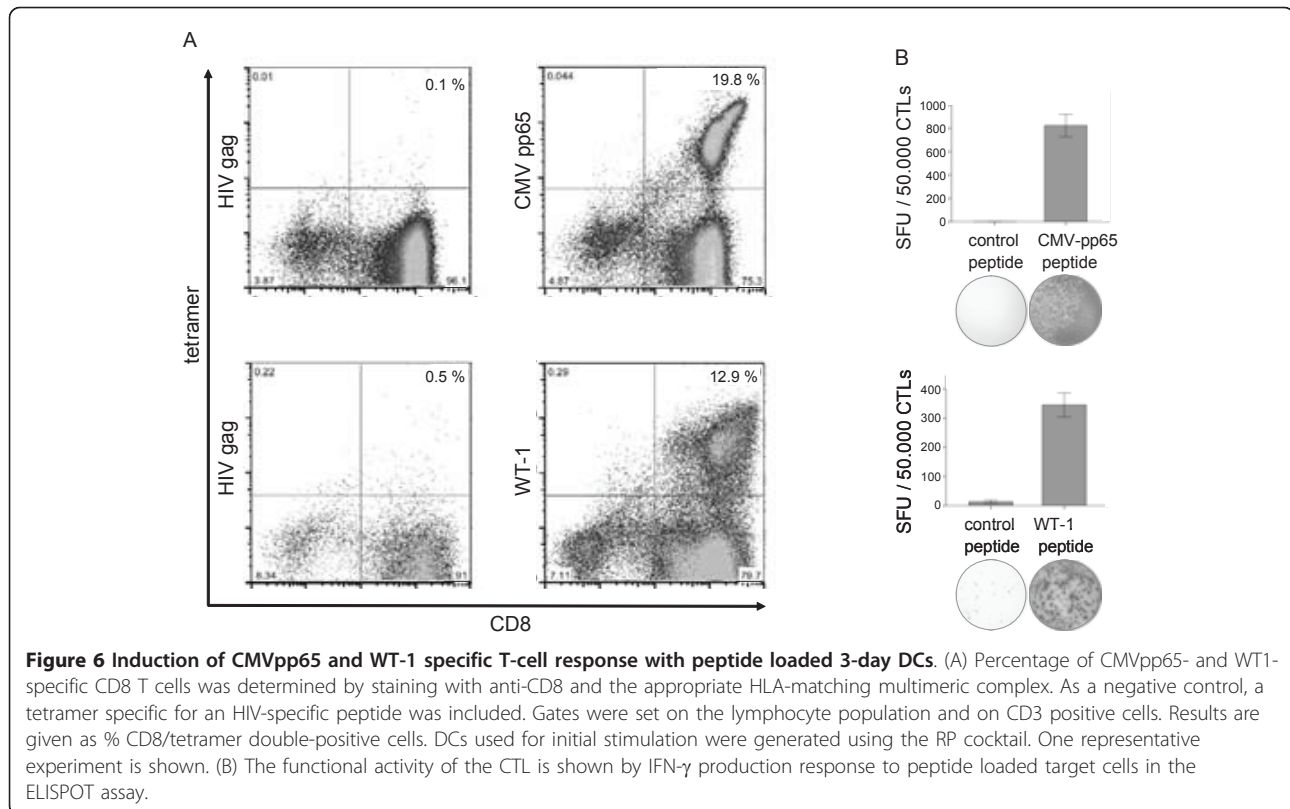 A
0.01
0.1 %
HIV gag
3.87
96.1
0.044
19.8 %
CMV pp65
4.87
75.3
tetramer
0.22
0.5 %
HIV gag
8.34
91
0.29
12.9 %
WT-1
7.11
79.7
CD8
B
SFU / 50.000 CTLs
1000
800
600
400
200
0
control CMV-pp65
peptide peptide
SFU / 50.000 CTLs
400
300
200
100
0
control WT-1
peptide peptide
Figure 6 Induction of CMVpp65 and WT-1 specific T-cell response with peptide loaded 3-day DCs. (A) Percentage of CMVpp65- and WT1-
specific CD8 T cells was determined by staining with anti-CD8 and the appropriate HLA-matching multimeric complex. As a negative control, a
tetramer specific for an HIV-specific peptide was included. Gates were set on the lymphocyte population and on CD3 positive cells. Results are
given as % CD8/tetramer double-positive cells. DCs used for initial stimulation were generated using the RP cocktail. One representative
experiment is shown. (B) The functional activity of the CTL is shown by IFN-γ production response to peptide loaded target cells in the
ELISPOT assay.